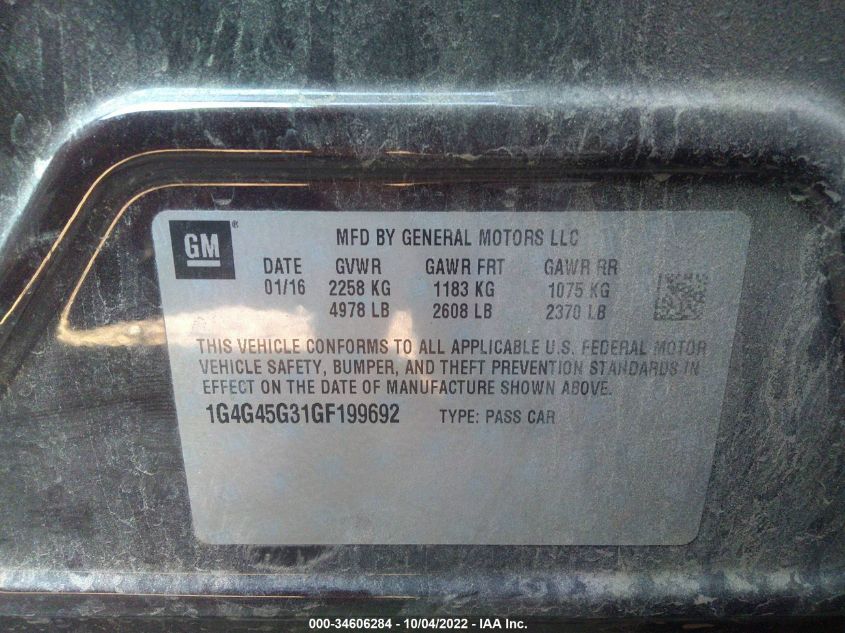 GM ® MFD BY GENERAL MOTORS LLC
DATE GVWR GAWR FRT GAWR RR
01/16 2258 KG 1183 KG 1075 KG
4978 LB 2608 LB 2370 LB
THIS VEHICLE CONFORMS TO ALL APPLICABLE U.S. FEDERAL MOTOR
VEHICLE SAFETY, BUMPER, AND THEFT PREVENTION STANDARDS IN
EFFECT ON THE DATE OF MANUFACTURE SHOWN ABOVE.
1G4G45G31GF199692 TYPE: PASS CAR
000-34606284 - 10/04/2022 - IAA Inc.